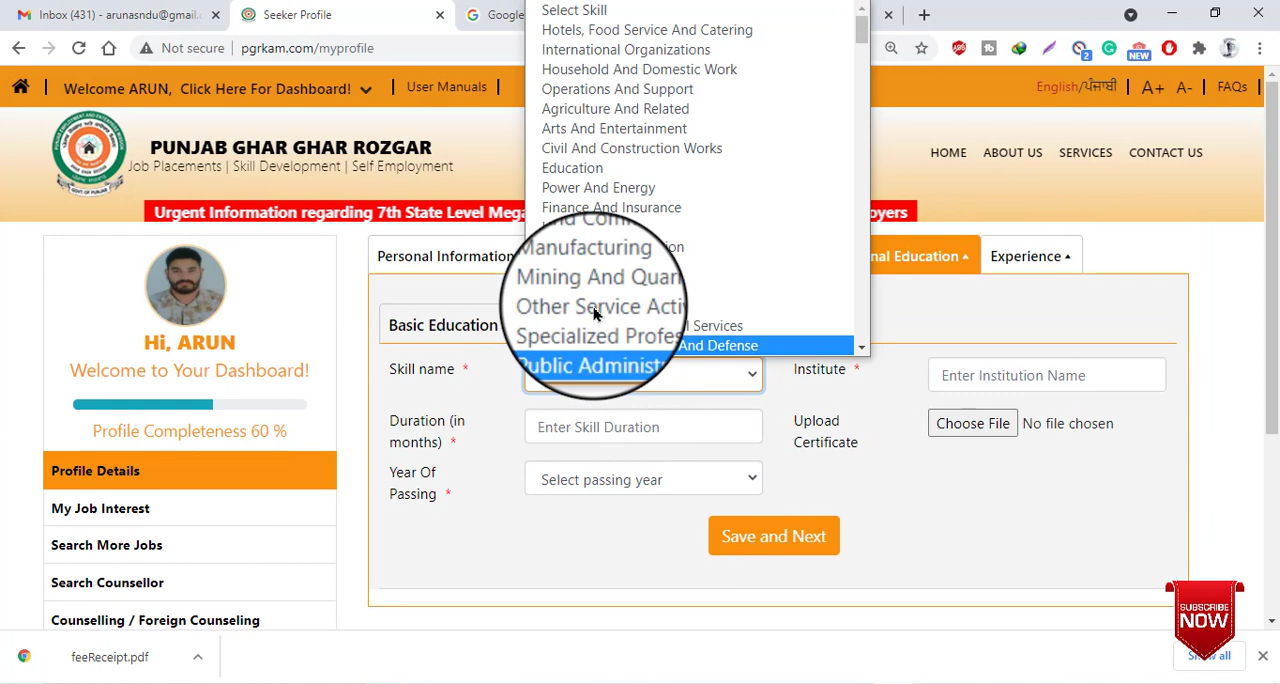 Inbox (431) - arunasndu@gmail.c
Seeker Profile
Google
Not secure
pgrkam.com/myprofile
2
NEW
Welcome ARUN, Click Here For Dashboard!
User Manuals
English/ਪੰਜਾਬੀ
A+
A-
FAQs
PUNJAB GHAR GHAR ROZGAR
Job Placements | Skill Development | Self Employment
HOME
ABOUT US
SERVICES
CONTACT US
Urgent Information regarding 7th State Level Mega
oyers
Select Skill
Hotels, Food Service And Catering
International Organizations
Household And Domestic Work
Operations And Support
Agriculture And Related
Arts And Entertainment
Civil And Construction Works
Education
Power And Energy
Finance And Insurance
Manufacturing
Mining And Quar
Other Service Acti
Specialized Profes
l Services
Public Administ
And Defense
Personal Information
nal Education
Experience
Basic Education
Hi, ARUN
Welcome to Your Dashboard!
Profile Completeness 60 %
Profile Details
My Job Interest
Search More Jobs
Search Counsellor
Counselling / Foreign Counseling
Skill name *
Institute *
Enter Institution Name
Duration (in
months) *
Enter Skill Duration
Upload
Certificate
Choose File
No file chosen
Year Of
Passing *
Select passing year
Save and Next
SUBSCRIBE
NOW
feeReceipt.pdf
Show all